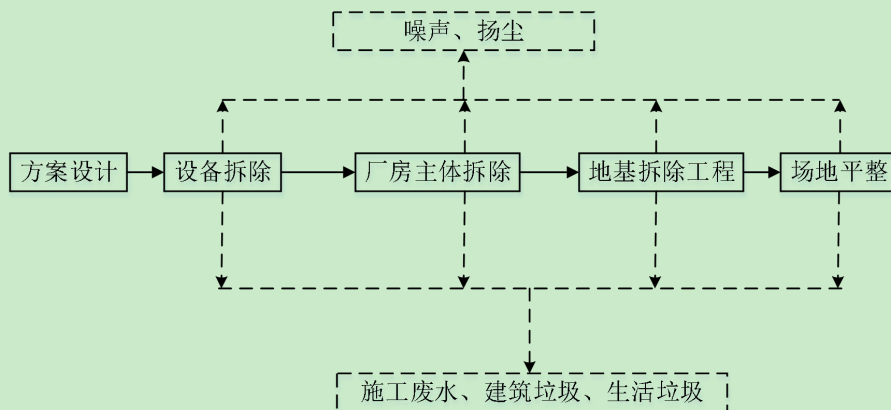 噪声、扬尘
方案设计
设备拆除
厂房主体拆除
地基拆除工程
场地平整
施工废水、建筑垃圾、生活垃圾